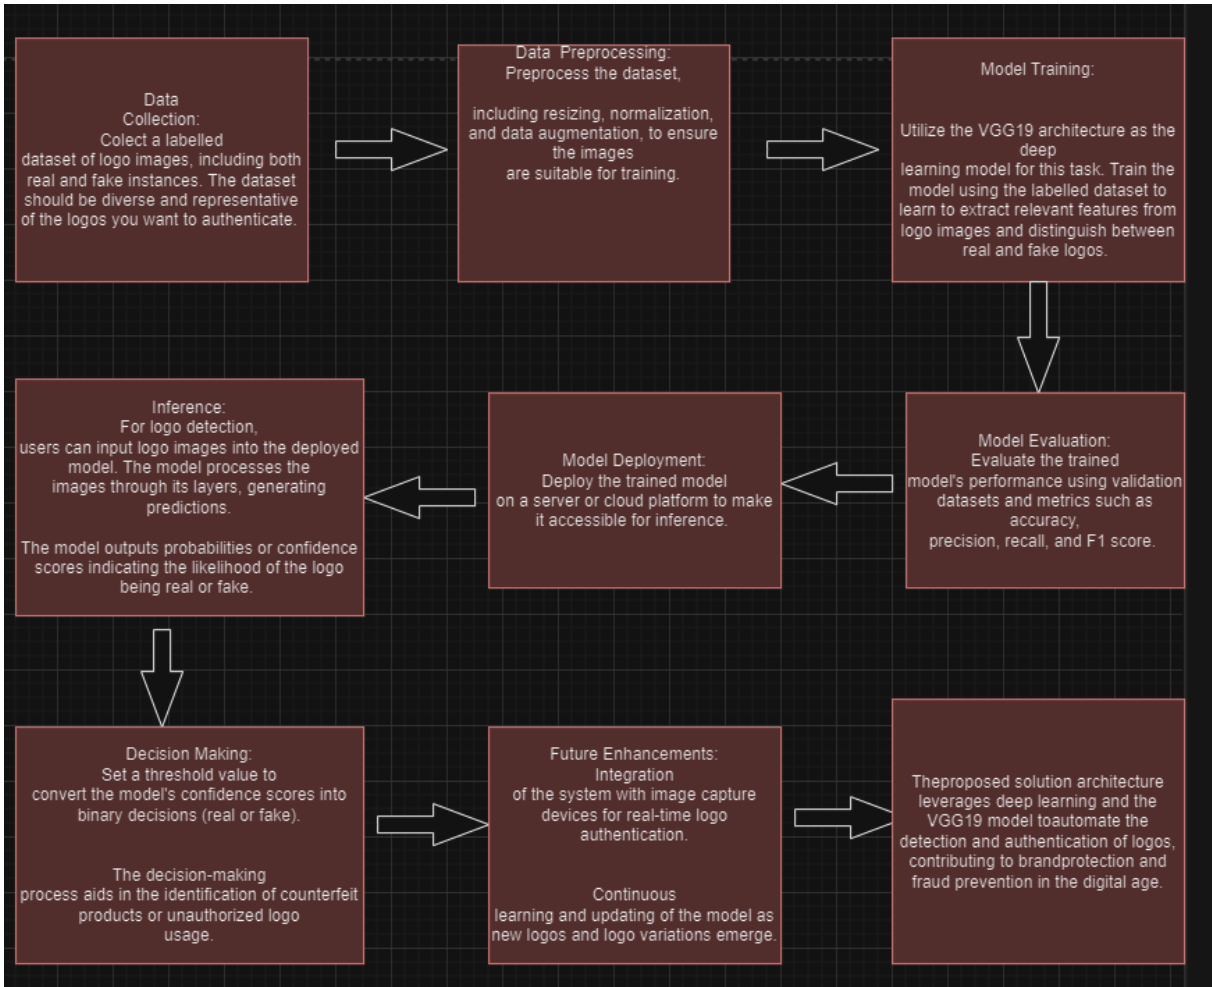 Data
Collection:
Colect a labelled
dataset of logo images, including both
real and fake instances. The dataset
should be diverse and representative
of the logos you want to authenticate.
Data Preprocessing:
Preprocess the dataset,
including resizing, normalization,
and data augmentation, to ensure
the images
are suitable for training.
Model Training:
Utilize the VGG19 architecture as the
deep
learning model for this task. Train the
model using the labelled dataset to
learn to extract relevant features from
logo images and distinguish between
real and fake logos.
Model Evaluation:
Evaluate the trained
model's performance using validation
datasets and metrics such as
accuracy,
precision, recall, and F1 score.
Model Deployment:
Deploy the trained model
on a server or cloud platform to make
it accessible for inference.
Inference:
For logo detection,
users can input logo images into the deployed
model. The model processes the
images through its layers, generating
predictions.
The model outputs probabilities or confidence
scores indicating the likelihood of the logo
being real or fake.
Decision Making:
Set a threshold value to
convert the model's confidence scores into
binary decisions (real or fake).
The decision-making
process aids in the identification of counterfeit
products or unauthorized logo
usage.
Future Enhancements:
Integration
of the system with image capture
devices for real-time logo
authentication.
Continuous
learning and updating of the model as
new logos and logo variations emerge.
Theproposed solution architecture
leverages deep learning and the
VGG19 model toautomate the
detection and authentication of logos,
contributing to brandprotection and
fraud prevention in the digital age.